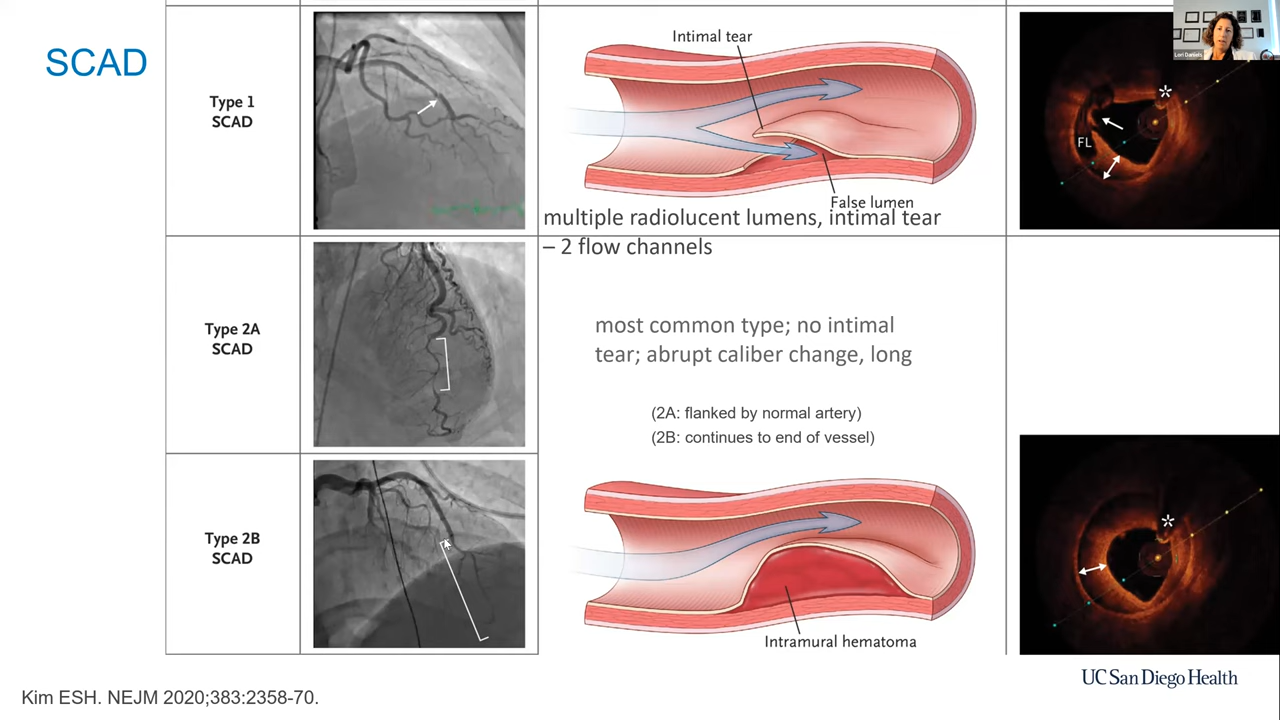 SCAD
Lori Daniels
Type 1
SCAD
Intimal tear
False lumen
multiple radiolucent lumens, intimal tear
– 2 flow channels
*
FL
Type 2A
SCAD
most common type; no intimal
tear; abrupt caliber change, long
(2A: flanked by normal artery)
(2B: continues to end of vessel)
Type 2B
SCAD
Intramural hematoma
*
UC San Diego Health
Kim ESH. NEJM 2020;383:2358-70.